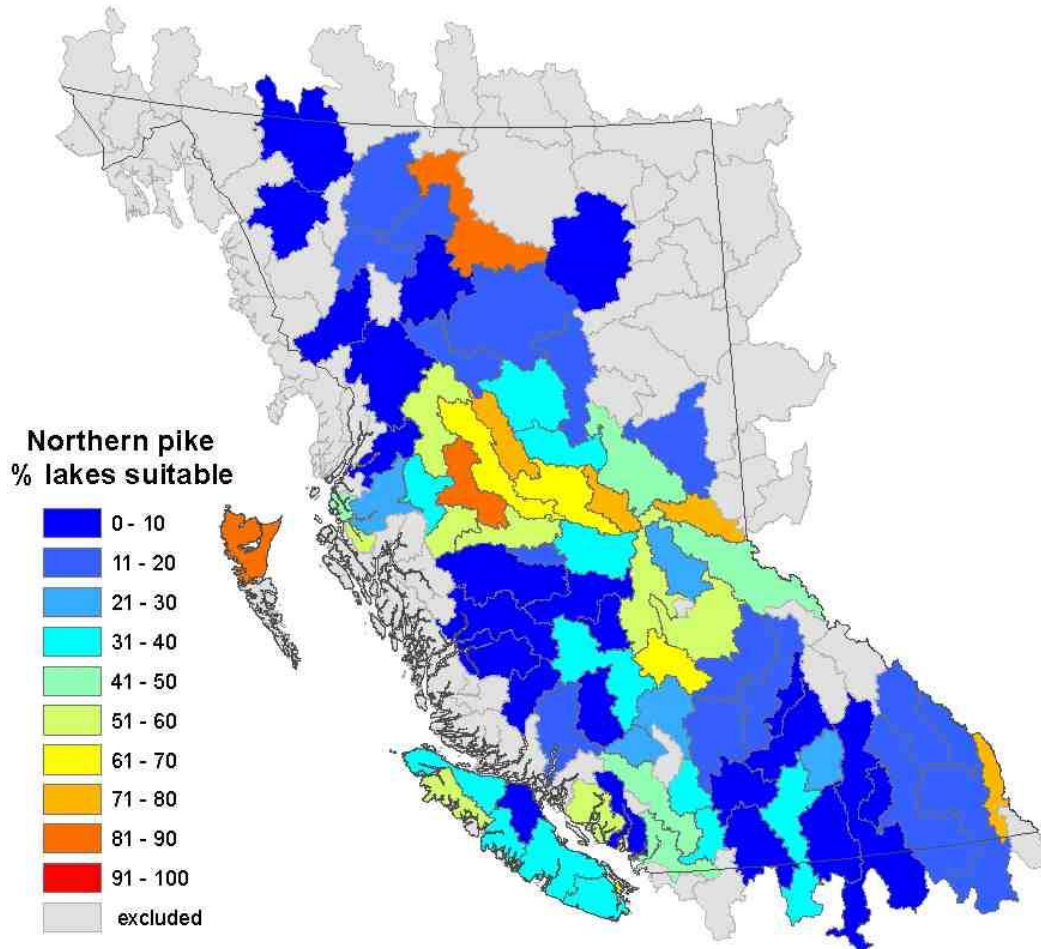 Northern pike
% lakes suitable
0 - 10
11 - 20
21 - 30
31 - 40
41 - 50
51 - 60
61 - 70
71 - 80
81 - 90
91 - 100
excluded